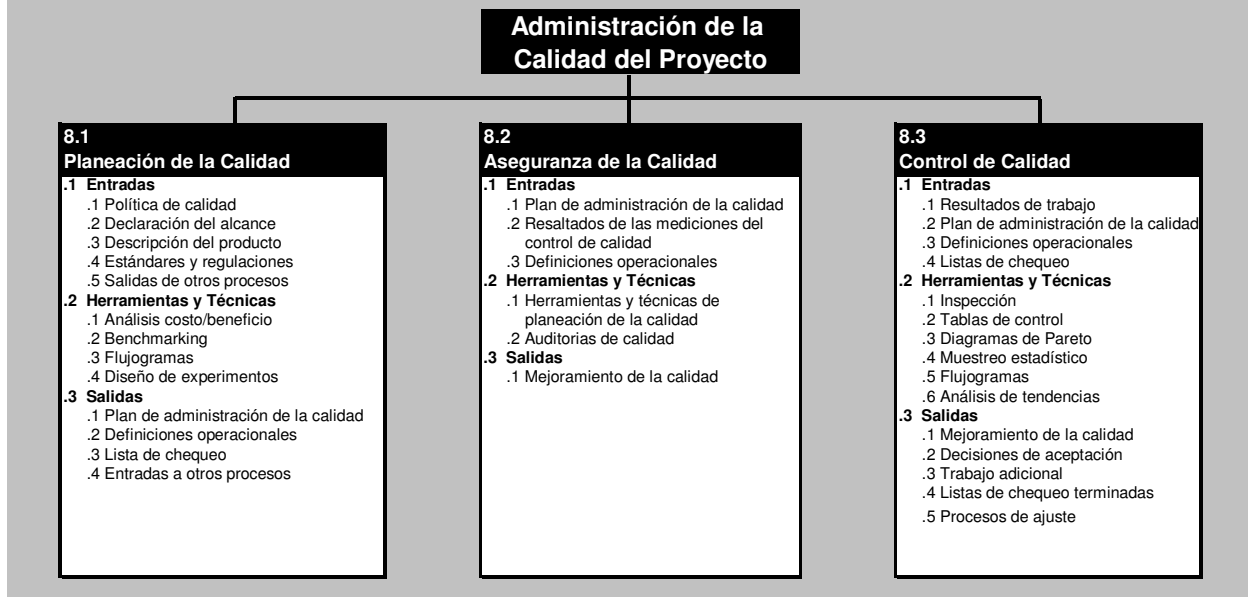 Administración de la
Calidad del Proyecto
8.1
Planeación de la Calidad
.1 Entradas
.1 Política de calidad
.2 Declaración del alcance
.3 Descripción del producto
.4 Estándares y regulaciones
.5 Salidas de otros procesos
.2 Herramientas y Técnicas
.1 Análisis costo/beneficio
.2 Benchmarking
.3 Flujogramas
.4 Diseño de experimentos
.3 Salidas
.1 Plan de administración de la calidad
.2 Definiciones operacionales
.3 Lista de chequeo
.4 Entradas a otros procesos
8.2
Aseguranza de la Calidad
.1 Entradas
.1 Plan de administración de la calidad
.2 Resaltados de las mediciones del
control de calidad
.3 Definiciones operacionales
.2 Herramientas y Técnicas
.1 Herramientas y técnicas de
planeación de la calidad
.2 Auditorias de calidad
.3 Salidas
.1 Mejoramiento de la calidad
8.3
Control de Calidad
.1 Entradas
.1 Resultados de trabajo
.2 Plan de administración de la calidad
.3 Definiciones operacionales
.4 Listas de chequeo
.2 Herramientas y Técnicas
.1 Inspección
.2 Tablas de control
.3 Diagramas de Pareto
.4 Muestreo estadístico
.5 Flujogramas
.6 Análisis de tendencias
.3 Salidas
.1 Mejoramiento de la calidad
.2 Decisiones de aceptación
.3 Trabajo adicional
.4 Listas de chequeo terminadas
.5 Procesos de ajuste